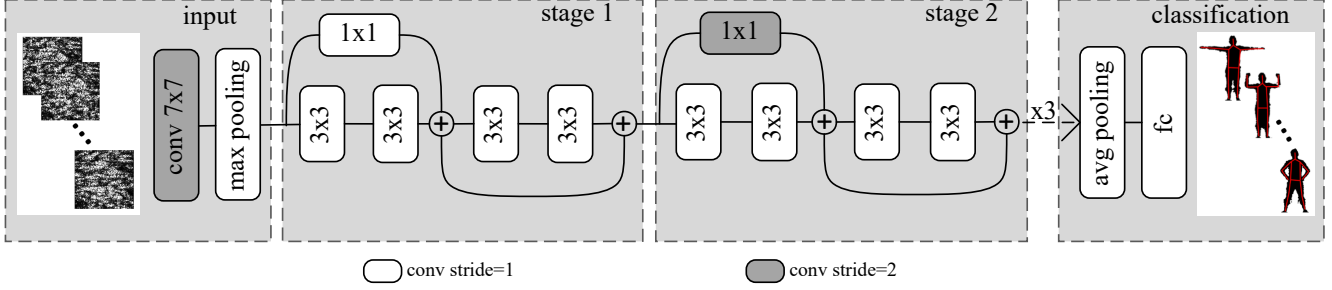 input
conv 7x7
max pooling
stage 1
1x1
3x3
3x3
+
3x3
3x3
+
stage 2
1x1
3x3
3x3
+
3x3
3x3
+
x3
classification
avg pooling
fc
conv stride=1
conv stride=2